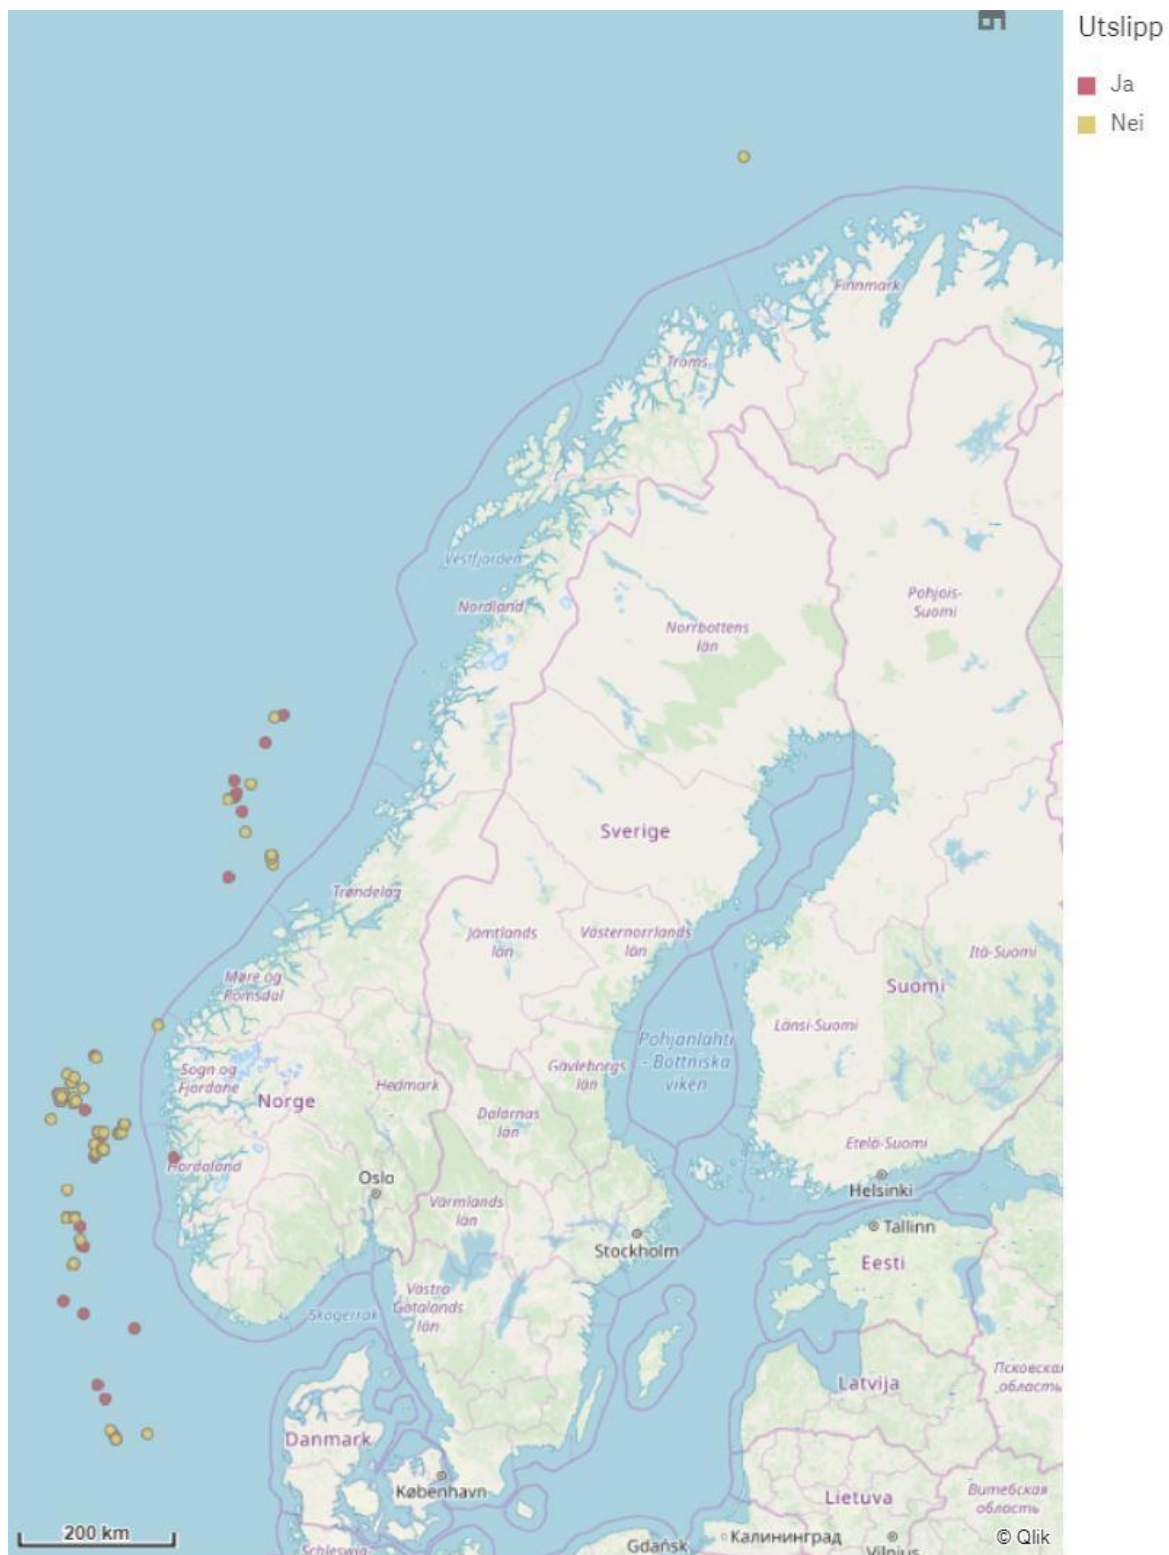 Utslipp
Ja
Nei
Finnmark
Troms
Vestfjorden
Nordland
Pohjois-
Suomi
Norrbottens
län
Sverige
Trøndelag
Jämtlands
län
Västernorrlands
län
Itä-Suomi
Møre og
Romsdal
Suomi
Länsi-Suomi
Pohjanlahti
- Bottniska
viken
Sogn og
Fjordane
Gävleborgs
län
Hedmark
Norge
Dalarnas
län
Etelä-Suomi
Hordaland
Oslo
Helsinki
Värmlands
län
Tallinn
Stockholm
Eesti
Västra
Götalands
län
Skagerrak
Псковская
область
Latvija
Danmark
København
Lietuva
Витебская
область
200 km
Gdańsk
Калининград
© Qlik
Vilnius
Schleswig-